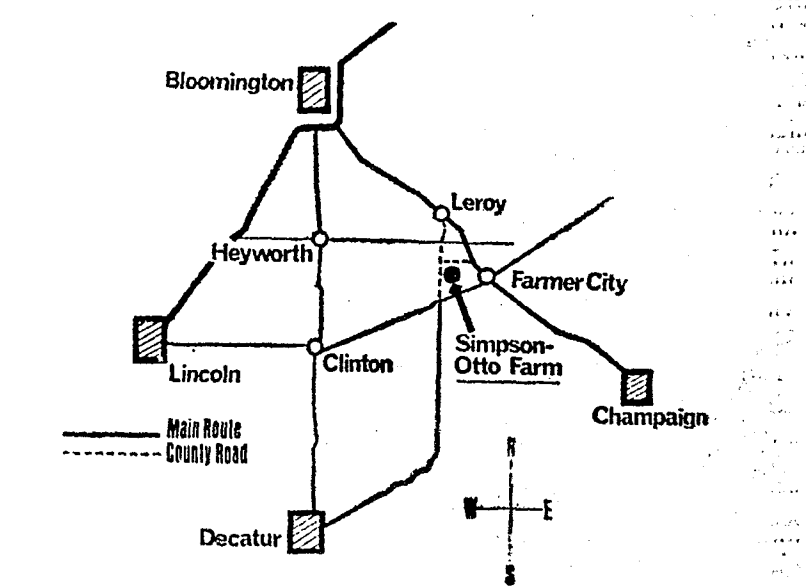 Bloomington
Leroy
Heyworth
Farmer City
Simpson-
Otto Farm
Lincoln
Clinton
Champaign
Main Route
County Road
Decatur
N
W
E
S